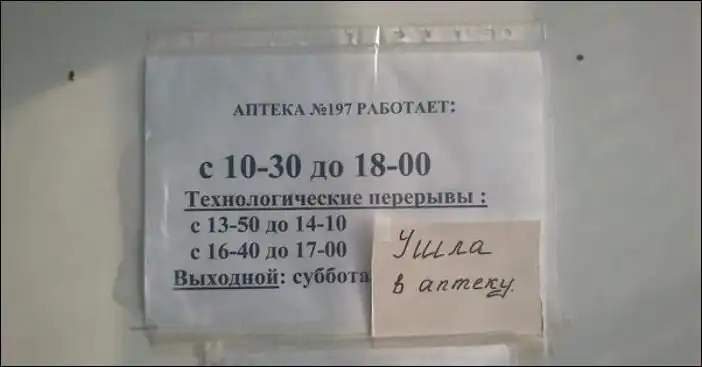 АПТЕКА №197 РАБОТАЕТ:
с 10-30 до 18-00
Технологические перерывы :
с 13-50 до 14-10
с 16-40 до 17-00
Выходной: суббота
Ушла
в аптеку.